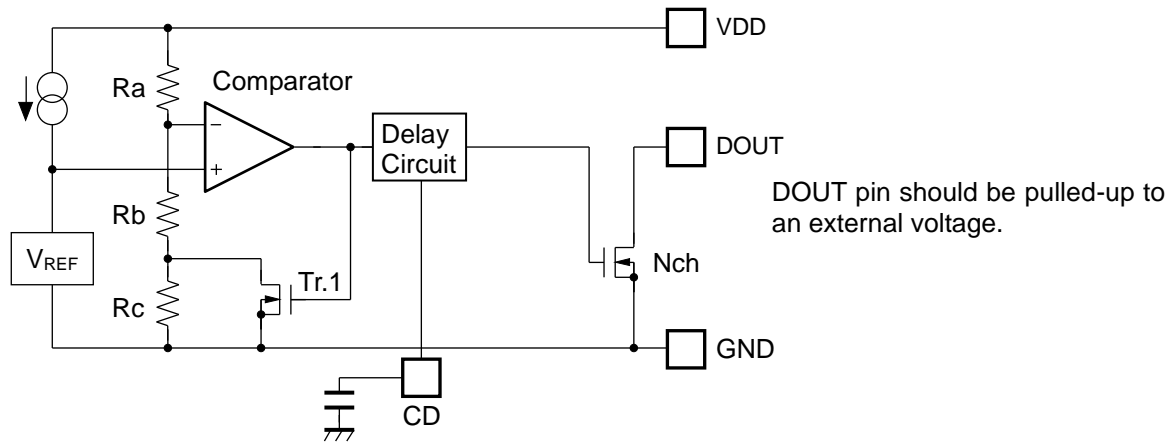 VDD
Ra
Comparator
−
+
Delay
Circuit
DOUT
DOUT pin should be pulled-up to
an external voltage.
Rb
VREF
Nch
Tr.1
Rc
GND
CD